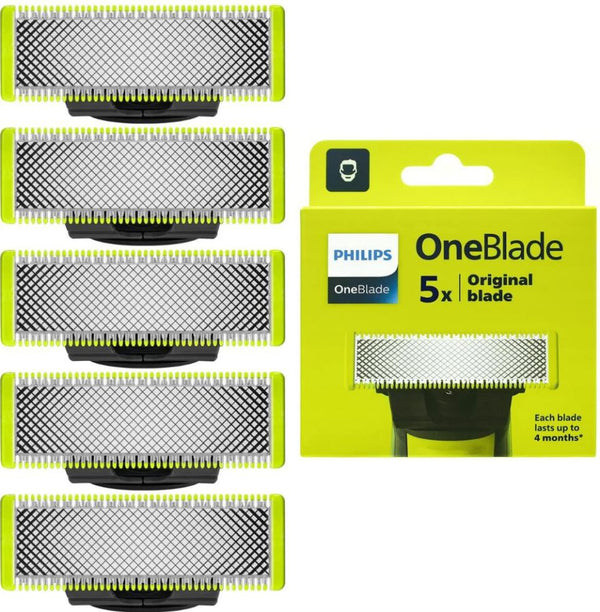 PHILIPS
OneBlade
OneBlade
5x
Original
blade
Each blade
lasts up to
4 months*